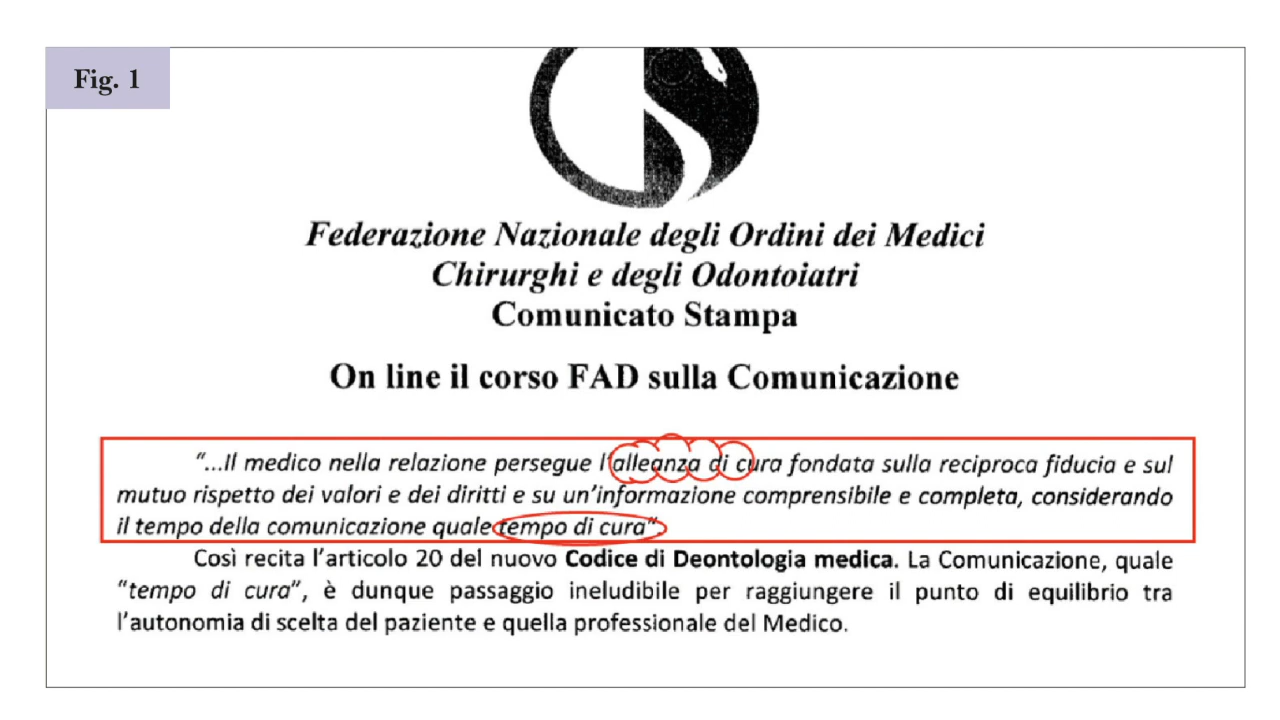 Fig. 1
Federazione Nazionale degli Ordini dei Medici
Chirurghi e degli Odontoiatri
Comunicato Stampa
On line il corso FAD sulla Comunicazione
"...Il medico nella relazione persegue l'alleanza di cura fondata sulla reciproca fiducia e sul
mutuo rispetto dei valori e dei diritti e su un'informazione comprensibile e completa, considerando
il tempo della comunicazione quale tempo di cura".
Così recita l'articolo 20 del nuovo Codice di Deontologia medica. La Comunicazione, quale
"tempo di cura", è dunque passaggio ineludibile per raggiungere il punto di equilibrio tra
l'autonomia di scelta del paziente e quella professionale del Medico.